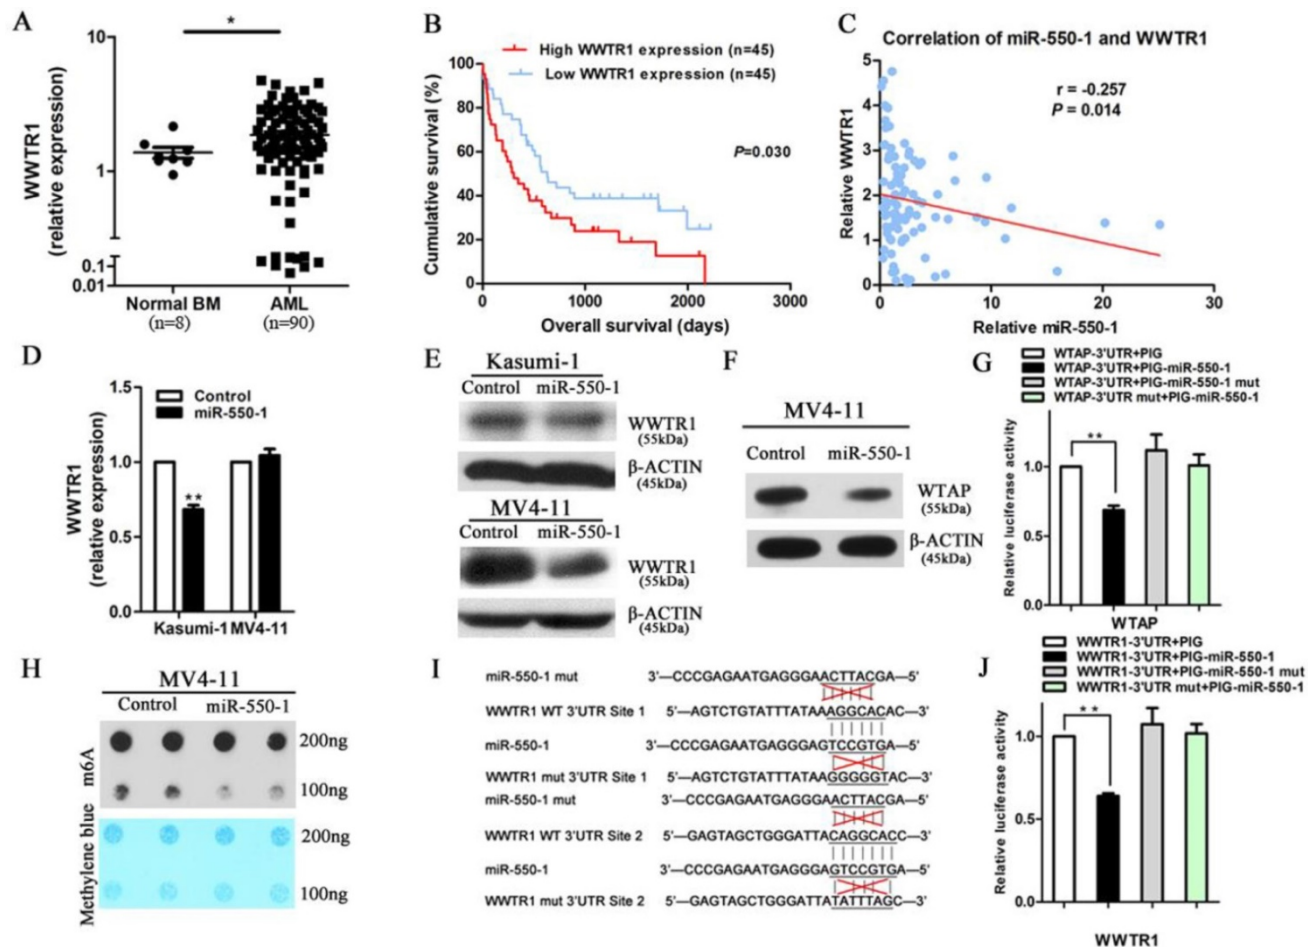 A
*
10
1
0.1
0.01
WWTR1
(relative expression)
Normal BM
(n=8)
AML
(n=90)
B
High WWTR1 expression (n=45)
Low WWTR1 expression (n=45)
100
80
60
40
20
0
Cumulative survival (%)
P=0.030
0
1000
2000
3000
Overall survival (days)
C
Correlation of miR-550-1 and WWTR1
5
4
3
2
1
0
Relative WWTR1
r = -0.257
P = 0.014
0
10
20
30
Relative miR-550-1
D
Control
miR-550-1
1.5
1.0
0.5
0.0
WWTR1
(relative expression)
**
Kasumi-1 MV4-11
E
Kasumi-1
Control miR-550-1
WWTR1
(55kDa)
β-ACTIN
(45kDa)
MV4-11
Control miR-550-1
WWTR1
(55kDa)
β-ACTIN
(45kDa)
F
MV4-11
Control miR-550-1
WTAP
(55kDa)
β-ACTIN
(45kDa)
G
WTAP-3'UTR+PIG
WTAP-3'UTR+PIG-miR-550-1
WTAP-3'UTR+PIG-miR-550-1 mut
WTAP-3'UTR mut+PIG-miR-550-1
**
1.0
0.5
0.0
Relative luciferase activity
WTAP
H
MV4-11
Control miR-550-1
m6A
200ng
100ng
Methylene blue
200ng
100ng
I
miR-550-1 mut 3'—CCCGAGAATGAGGGAACTTACGA—5'
WWTR1 WT 3'UTR Site 1 5'—AGTCTGTATTTATAAAGGCACAC—3'
miR-550-1 3'—CCCGAGAATGAGGGAGTCCGTGA—5'
WWTR1 mut 3'UTR Site 1 5'—AGTCTGTATTTATAAGGGGGTAC—3'
miR-550-1 mut 3'—CCCGAGAATGAGGGAACTTACGA—5'
WWTR1 WT 3'UTR Site 2 5'—GAGTAGCTGGGATTACAGGCACC—3'
miR-550-1 3'—CCCGAGAATGAGGGAGTCCGTGA—5'
WWTR1 mut 3'UTR Site 2 5'—GAGTAGCTGGGATTATATTTAGC—3'
J
WWTR1-3'UTR+PIG
WWTR1-3'UTR+PIG-miR-550-1
WWTR1-3'UTR+PIG-miR-550-1 mut
WWTR1-3'UTR mut+PIG-miR-550-1
**
1.0
0.5
0.0
Relative luciferase activity
WWTR1